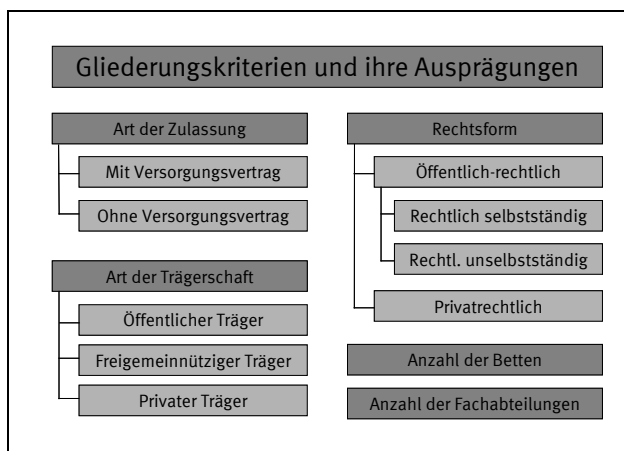 Gliederungskriterien und ihre Ausprägungen
Art der Zulassung
Mit Versorgungsvertrag
Ohne Versorgungsvertrag
Art der Trägerschaft
Öffentlicher Träger
Freigemeinnütziger Träger
Privater Träger
Rechtsform
Öffentlich-rechtlich
Rechtlich selbstständig
Rechtl. unselbstständig
Privatrechtlich
Anzahl der Betten
Anzahl der Fachabteilungen